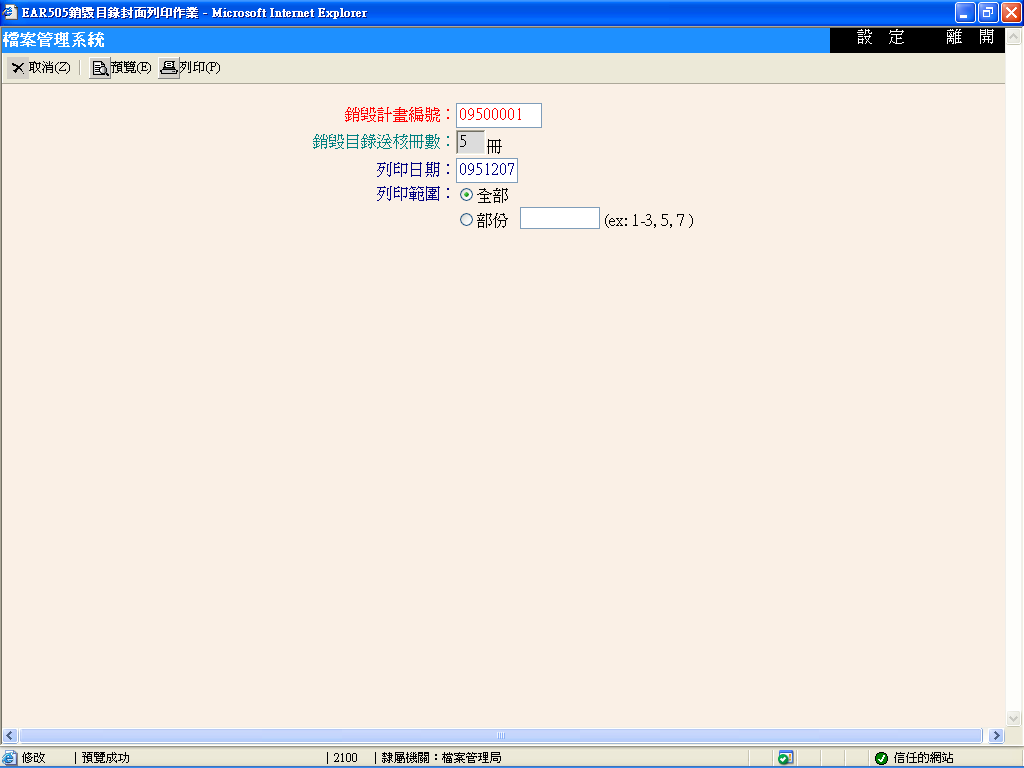 EAR505銷毀目錄封面列印作業 - Microsoft Internet Explorer
檔案管理系統 設 定 離 開
取消(Z) 預覽(E) 列印(P)
銷毀計畫編號： 09500001
銷毀目錄送核冊數： 5 冊
列印日期： 0951207
列印範圍： 全部
部份 (ex: 1-3, 5, 7 )
修改 預覽成功 2100 隸屬機關：檔案管理局 信任的網站